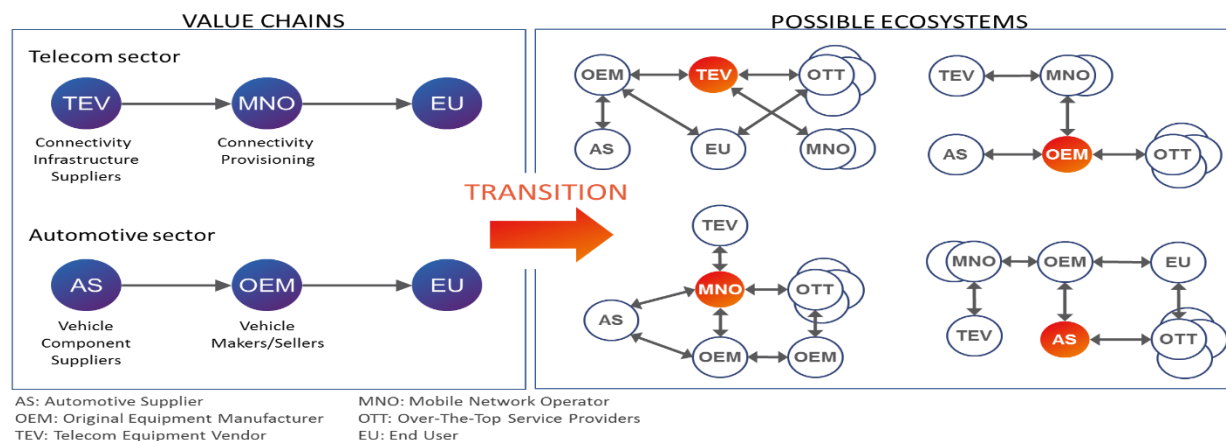 VALUE CHAINS
Telecom sector
TEV
MNO
EU
Connectivity
Infrastructure
Suppliers
Connectivity
Provisioning
Automotive sector
AS
OEM
EU
Vehicle
Component
Suppliers
Vehicle
Makers/Sellers
TRANSITION
POSSIBLE ECOSYSTEMS
OEM
TEV
OTT
AS
EU
MNO
TEV
MNO
AS
OEM
OTT
TEV
MNO
OTT
AS
OEM
OEM
MNO
OEM
EU
TEV
AS
OTT
AS: Automotive Supplier
OEM: Original Equipment Manufacturer
TEV: Telecom Equipment Vendor
MNO: Mobile Network Operator
OTT: Over-The-Top Service Providers
EU: End User